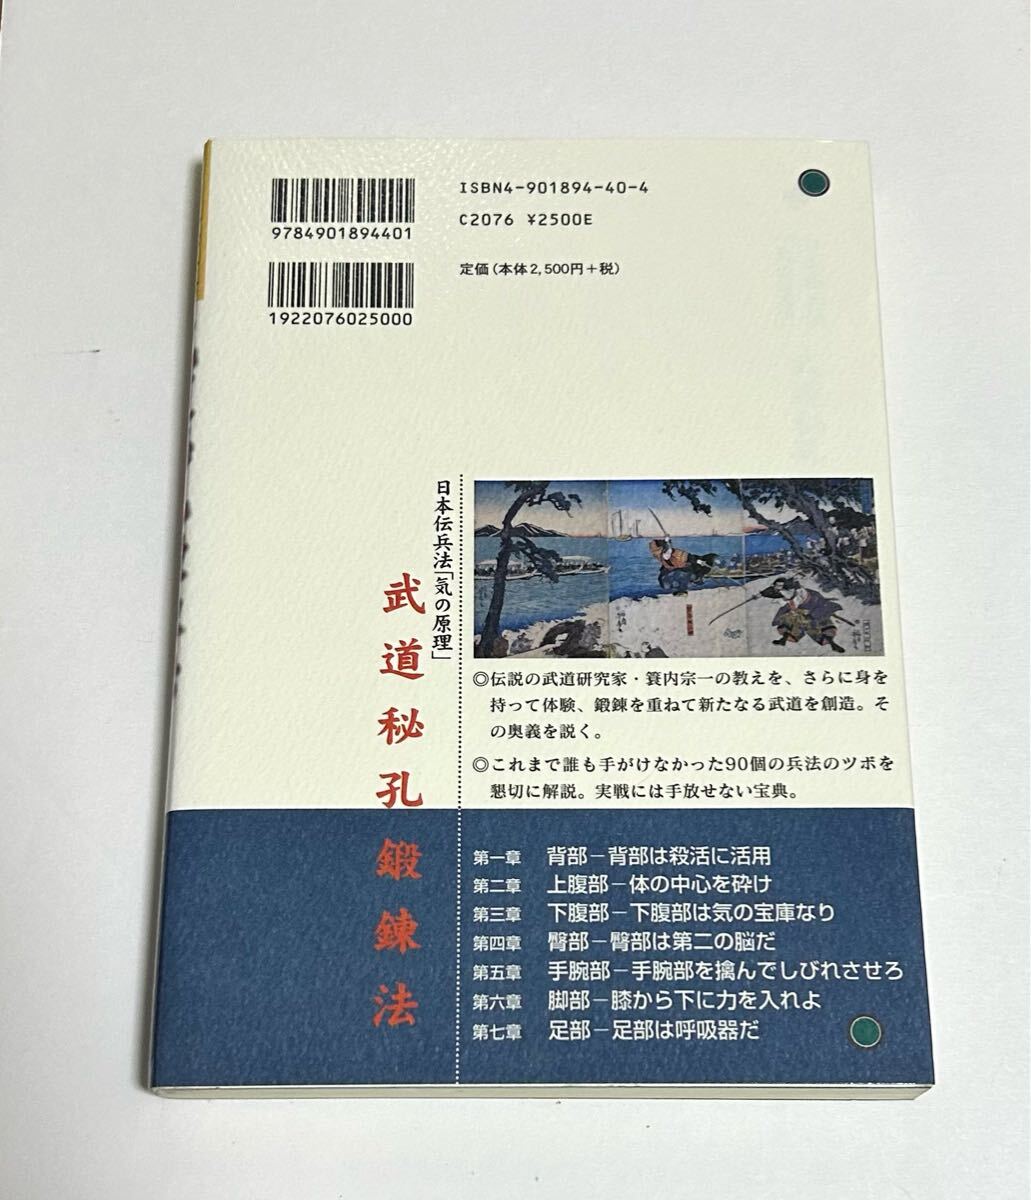 9784901894401
ISBN4-901894-40-4
C2076 ¥2500E
1922076025000
定価(本体2,500円+税)
日本伝兵法「気の原理」
武道秘孔鍛錬法
◎伝説の武道研究家・簑内宗一の教えを、さらに身を
持って体験、鍛錬を重ねて新たなる武道を創造。そ
の奥義を説く。
◎これまで誰も手がけなかった90個の兵法のツボを
懇切に解説。実戦には手放せない宝典。
第一章 背部－背部は殺活に活用
第二章 上腹部－体の中心を砕け
第三章 下腹部－下腹部は気の宝庫なり
第四章 臀部－臀部は第二の脳だ
第五章 手腕部－手腕部を擒んでしびれさせろ
第六章 脚部－膝から下に力を入れよ
第七章 足部－足部は呼吸器だ